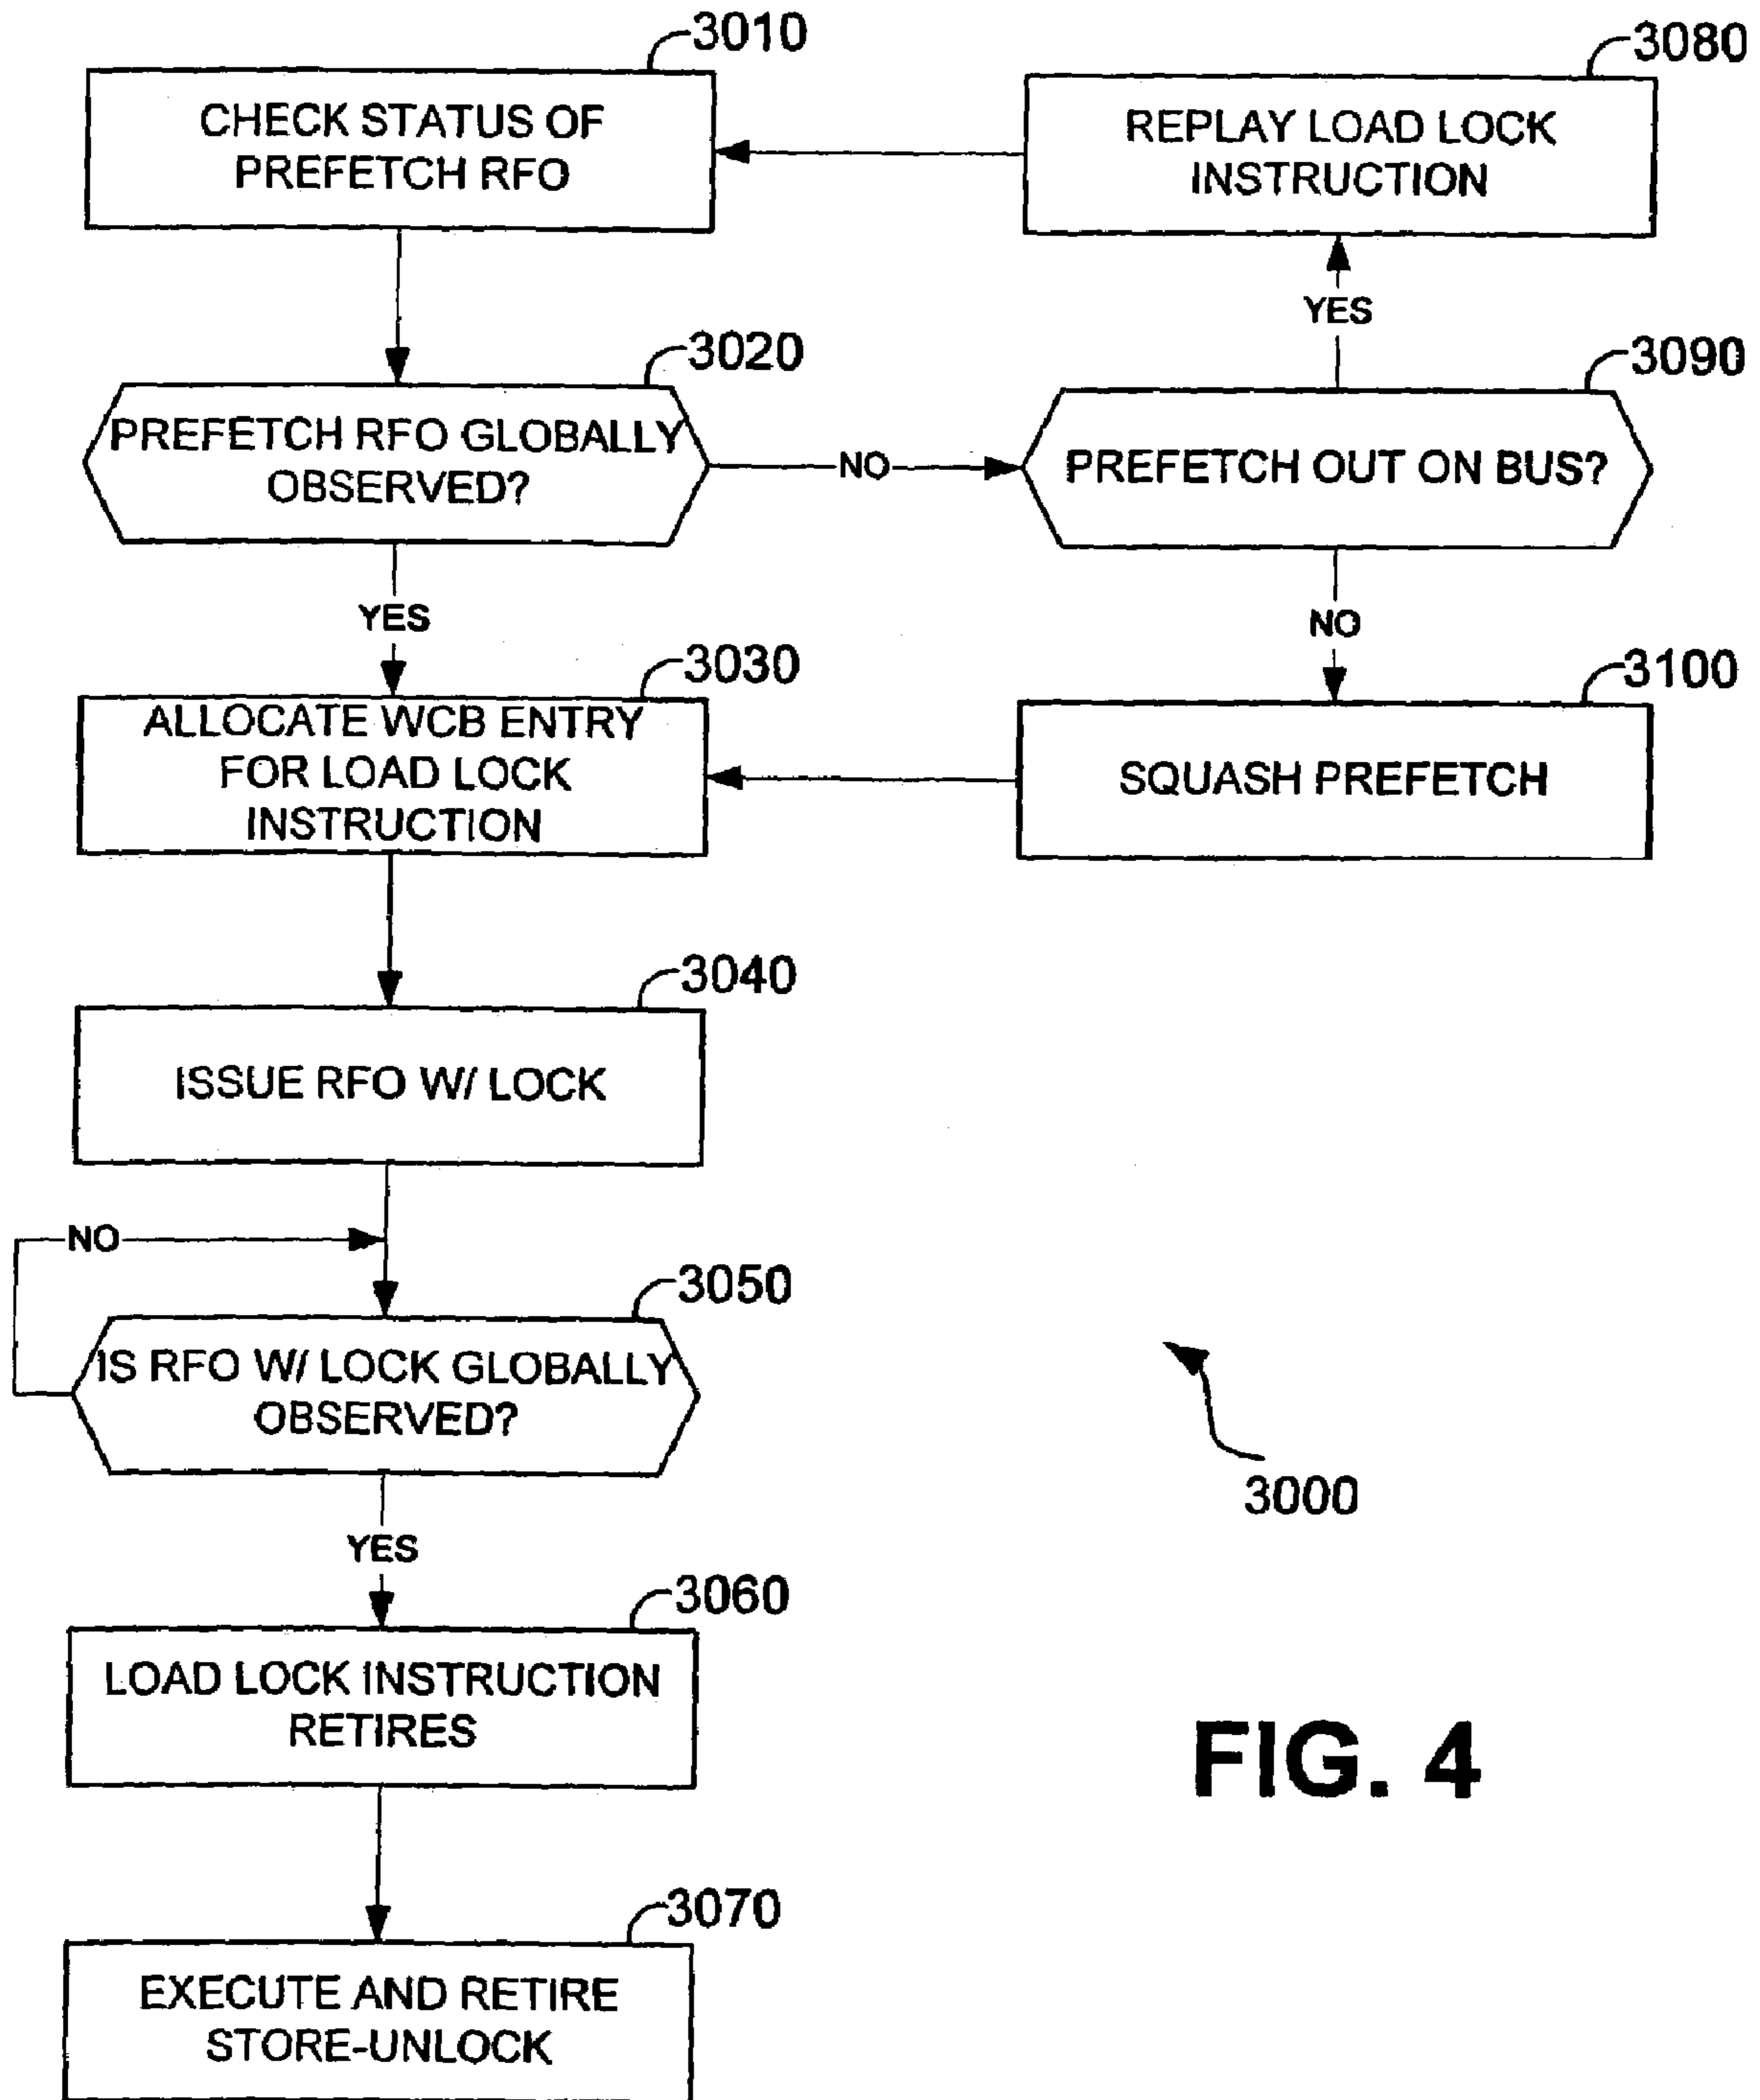 3010
CHECK STATUS OF
PREFETCH RFO
3080
REPLAY LOAD LOCK
INSTRUCTION
YES
3020
PREFETCH RFO GLOBALLY
OBSERVED?
NO
3090
PREFETCH OUT ON BUS?
YES
NO
3030
ALLOCATE WCB ENTRY
FOR LOAD LOCK
INSTRUCTION
3100
SQUASH PREFETCH
3040
ISSUE RFO W/ LOCK
NO
3050
IS RFO W/ LOCK GLOBALLY
OBSERVED?
3000
YES
3060
LOAD LOCK INSTRUCTION
RETIRES
FIG. 4
3070
EXECUTE AND RETIRE
STORE-UNLOCK